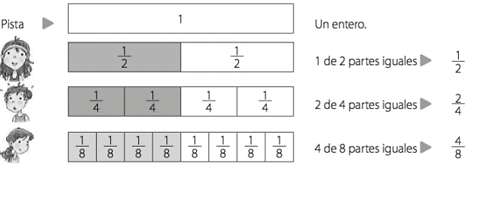 Pista 1 Un entero.
1/2 1/2 1 de 2 partes iguales 1/2
1/4 1/4 1/4 1/4 2 de 4 partes iguales 2/4
1/8 1/8 1/8 1/8 1/8 1/8 1/8 1/8 4 de 8 partes iguales 4/8